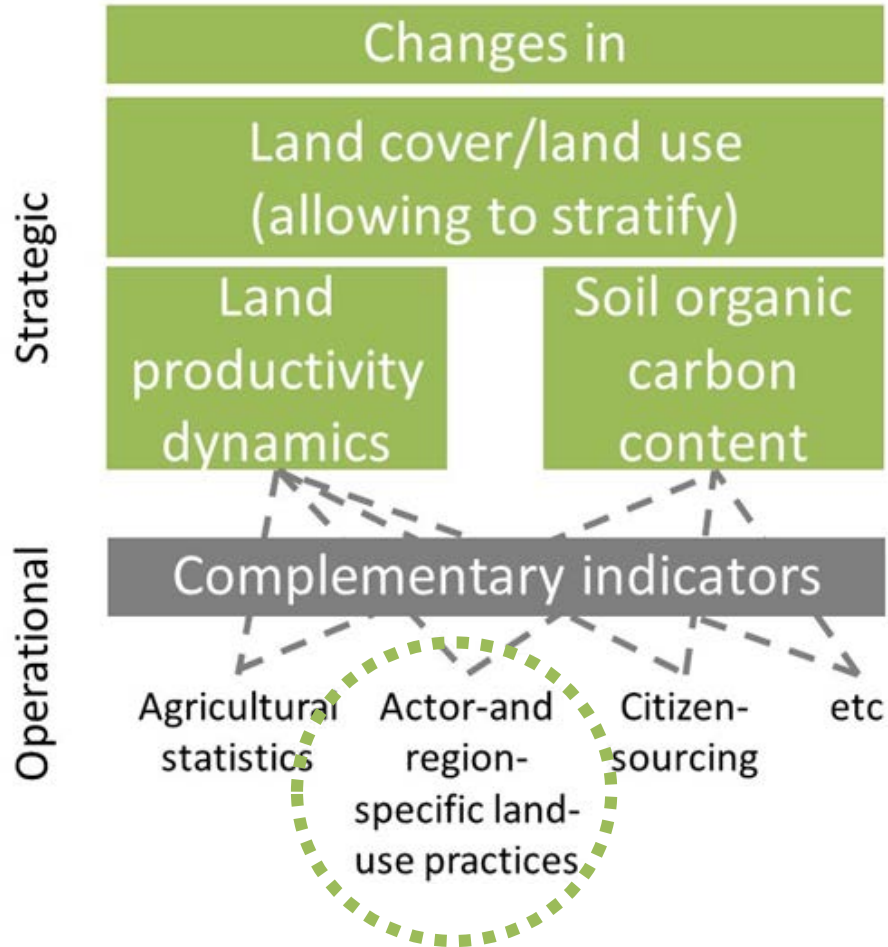 Changes in
Land cover/land use
(allowing to stratify)
Strategic
Land
productivity
dynamics
Soil organic
carbon
content
Operational
Complementary indicators
Agricultural
statistics
Actor-and
region-
specific land-
use practices
Citizen-
sourcing
etc